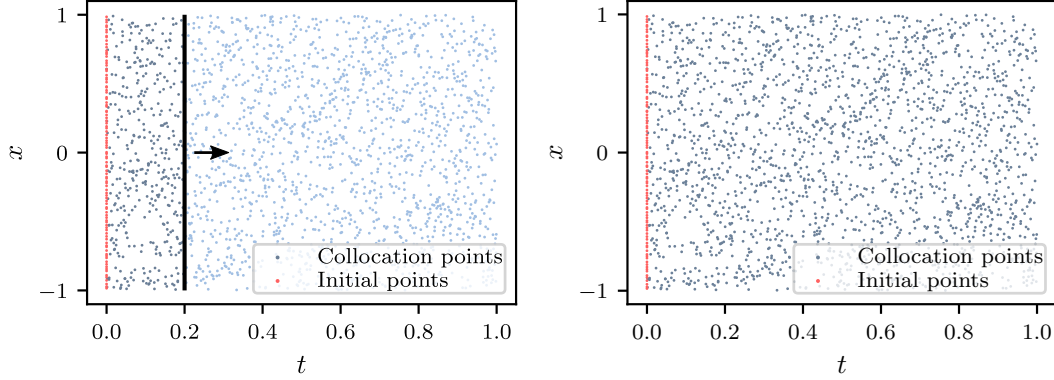 1
0
−1
x
Collocation points
Initial points
0.0 0.2 0.4 0.6 0.8 1.0
t
1
0
−1
x
Collocation points
Initial points
0.0 0.2 0.4 0.6 0.8 1.0
t